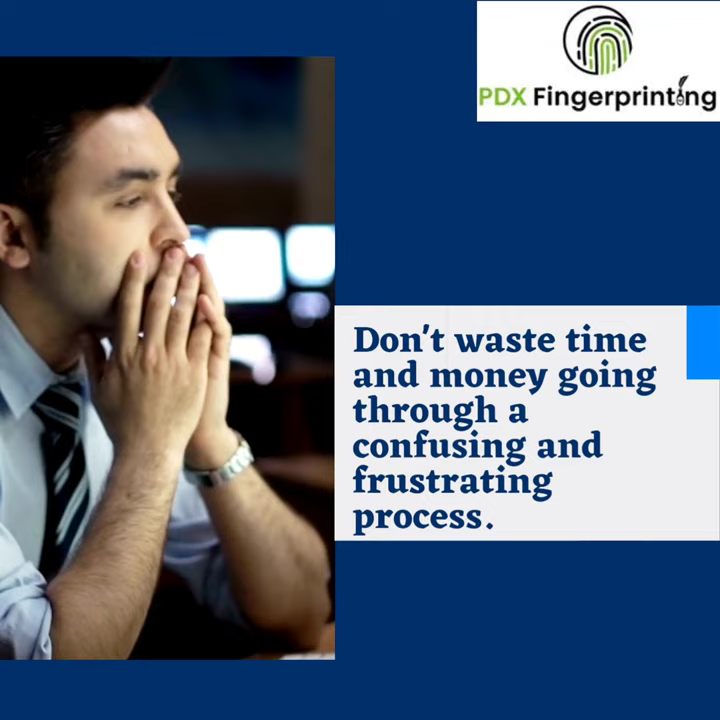 PDX Fingerprinting
Don't waste time
and money going
through a
confusing and
frustrating
process.